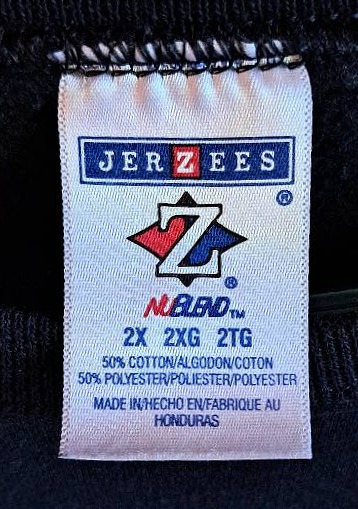 JERZEES
®
Z
®
NUBLEND™
2X 2XG 2TG
50% COTTON/ALGODON/COTON
50% POLYESTER/POLIESTER/POLYESTER
MADE IN/HECHO EN/FABRIQUE AU
HONDURAS